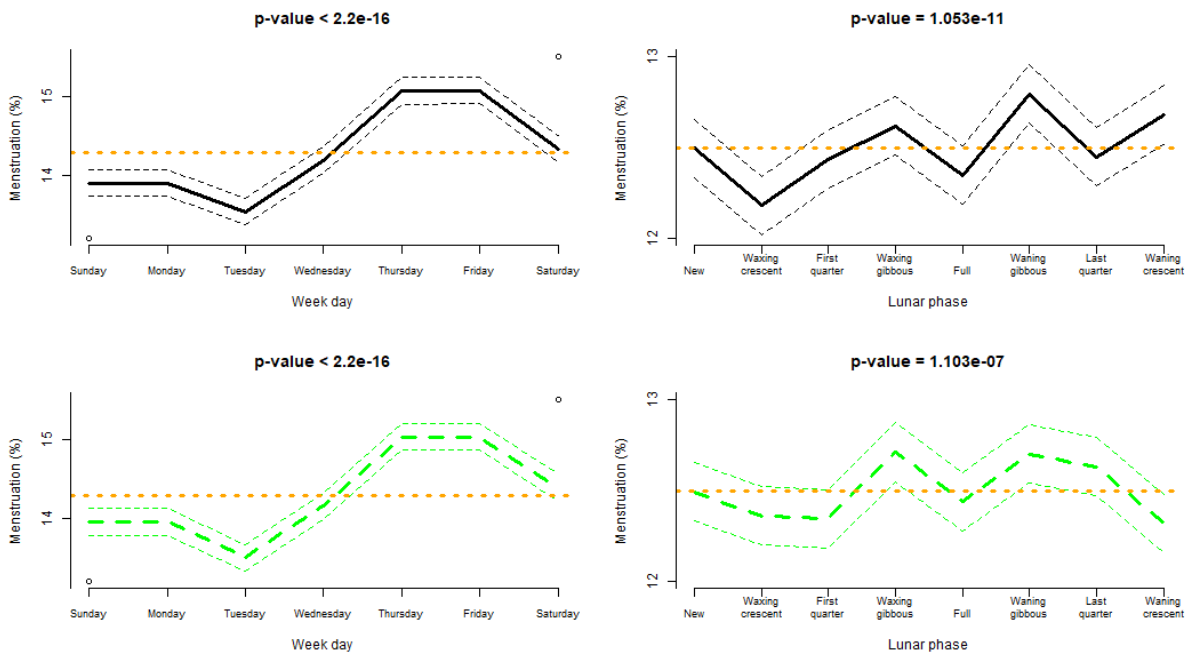 p-value < 2.2e-16
Menstruation (%)
15
14
Sunday Monday Tuesday Wednesday Thursday Friday Saturday
Week day
p-value = 1.053e-11
Menstruation (%)
13
12
New Waxing crescent First quarter Waxing gibbous Full Waning gibbous Last quarter Waning crescent
Lunar phase
p-value < 2.2e-16
Menstruation (%)
15
14
Sunday Monday Tuesday Wednesday Thursday Friday Saturday
Week day
p-value = 1.103e-07
Menstruation (%)
13
12
New Waxing crescent First quarter Waxing gibbous Full Waning gibbous Last quarter Waning crescent
Lunar phase